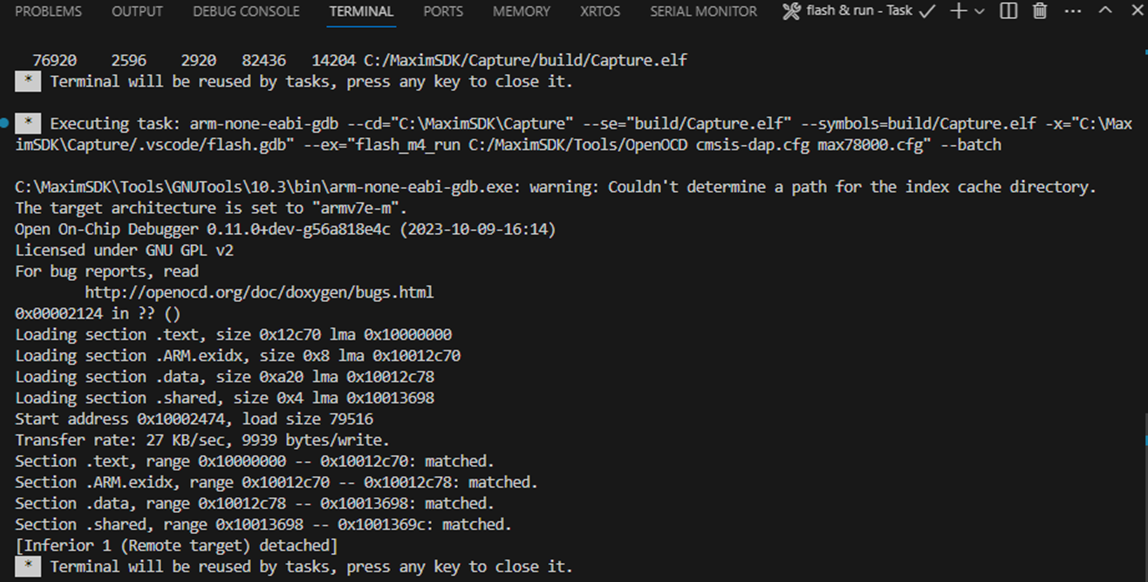 PROBLEMS OUTPUT DEBUG CONSOLE TERMINAL PORTS MEMORY XRTOS SERIAL MONITOR flash & run - Task
76920 2596 2920 82436 14204 C:/MaximSDK/Capture/build/Capture.elf
* Terminal will be reused by tasks, press any key to close it.
* Executing task: arm-none-eabi-gdb --cd="C:\MaximSDK\Capture" --se="build/Capture.elf" --symbols=build/Capture.elf -x="C:\Max
imSDK\Capture/.vscode/flash.gdb" --ex="flash_m4_run C:/MaximSDK/Tools/OpenOCD cmsis-dap.cfg max78000.cfg" --batch
C:\MaximSDK\Tools\GNUTools\10.3\bin\arm-none-eabi-gdb.exe: warning: Couldn't determine a path for the index cache directory.
The target architecture is set to "armv7e-m".
Open On-Chip Debugger 0.11.0+dev-g56a818e4c (2023-10-09-16:14)
Licensed under GNU GPL v2
For bug reports, read
http://openocd.org/doc/doxygen/bugs.html
0x00002124 in ?? ()
Loading section .text, size 0x12c70 lma 0x10000000
Loading section .ARM.exidx, size 0x8 lma 0x10012c70
Loading section .data, size 0xa20 lma 0x10012c78
Loading section .shared, size 0x4 lma 0x10013698
Start address 0x10002474, load size 79516
Transfer rate: 27 KB/sec, 9939 bytes/write.
Section .text, range 0x10000000 -- 0x10012c70: matched.
Section .ARM.exidx, range 0x10012c70 -- 0x10012c78: matched.
Section .data, range 0x10012c78 -- 0x10013698: matched.
Section .shared, range 0x10013698 -- 0x1001369c: matched.
[Inferior 1 (Remote target) detached]
* Terminal will be reused by tasks, press any key to close it.